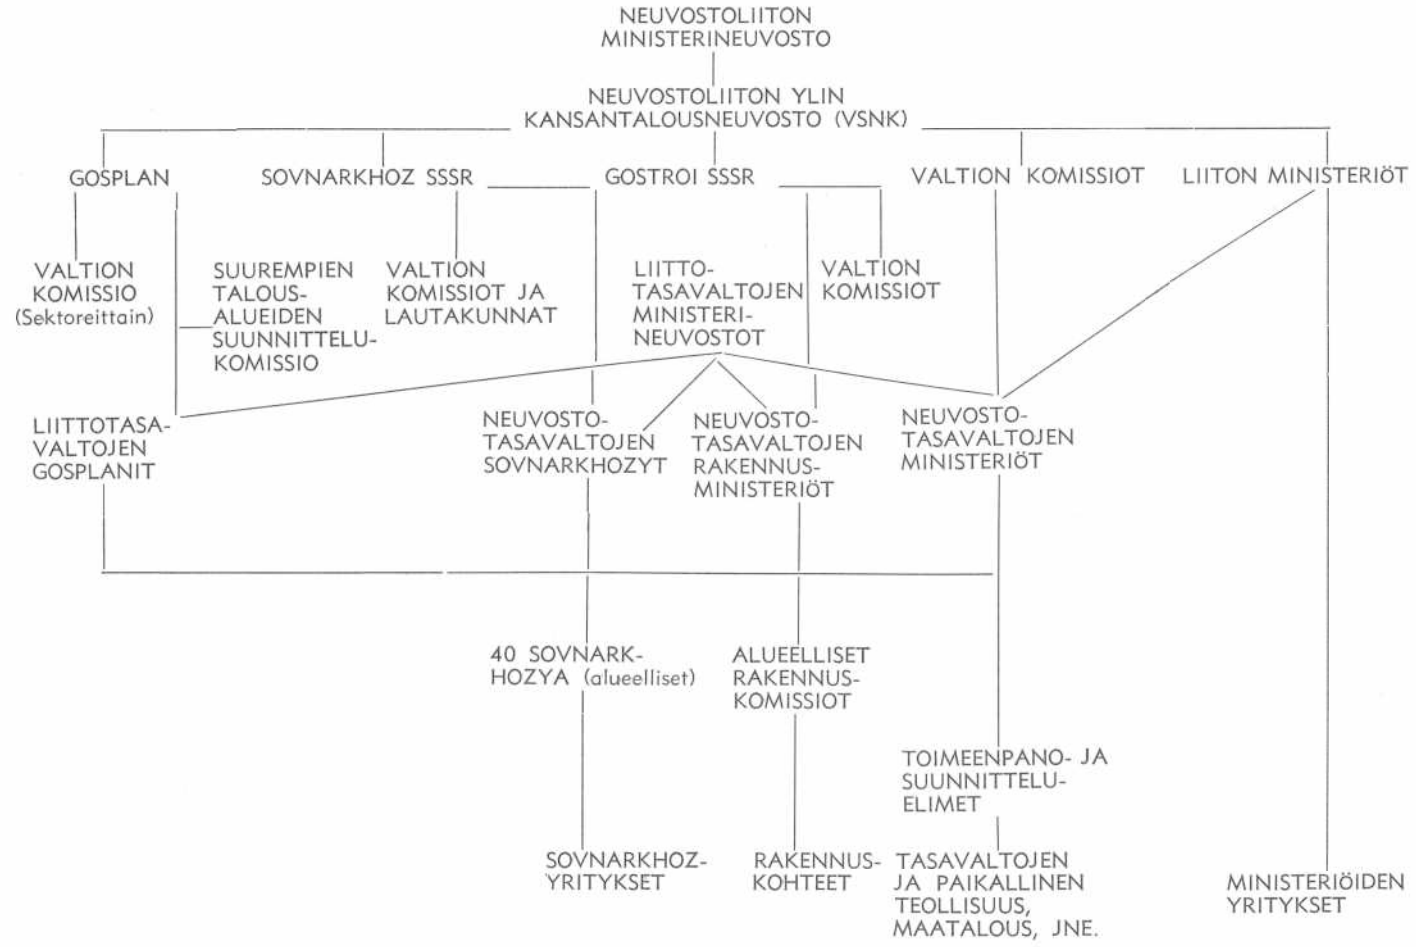 NEUVOSTOLIITON
MINISTERINEUVOSTO
NEUVOSTOLIITON YLIN
KANSANTALOUSNEUVOSTO (VSNK)
GOSPLAN
SOVNARKHOZ SSSR
GOSTROI SSSR
VALTION KOMISSIOT
LIITON MINISTERIÖT
VALTION
KOMISSIO
(Sektoreittain)
SUUREMPIEN
TALOUS-
ALUEIDEN
SUUNNITTELU-
KOMISSIO
VALTION
KOMISSIOT JA
LAUTAKUNNAT
LIITTO-
TASAVALTOJEN
MINISTERI-
NEUVOSTOT
VALTION
KOMISSIOT
LIITTOTASA-
VALTOJEN
GOSPLANIT
NEUVOSTO-
TASAVALTOJEN
SOVNARKHOZYT
NEUVOSTO-
TASAVALTOJEN
RAKENNUS-
MINISTERIÖT
NEUVOSTO-
TASAVALTOJEN
MINISTERIÖT
40 SOVNARK-
HOZYA (alueelliset)
ALUEELLISET
RAKENNUS-
KOMISSIOT
TOIMEENPANO- JA
SUUNNITTELU-
ELIMET
SOVNARKHOZ-
YRITYKSET
RAKENNUS-
KOHTEET
TASAVALTOJEN
JA PAIKALLINEN
TEOLLISUUS,
MAATALOUS, JNE.
MINISTERIÖIDEN
YRITYKSET